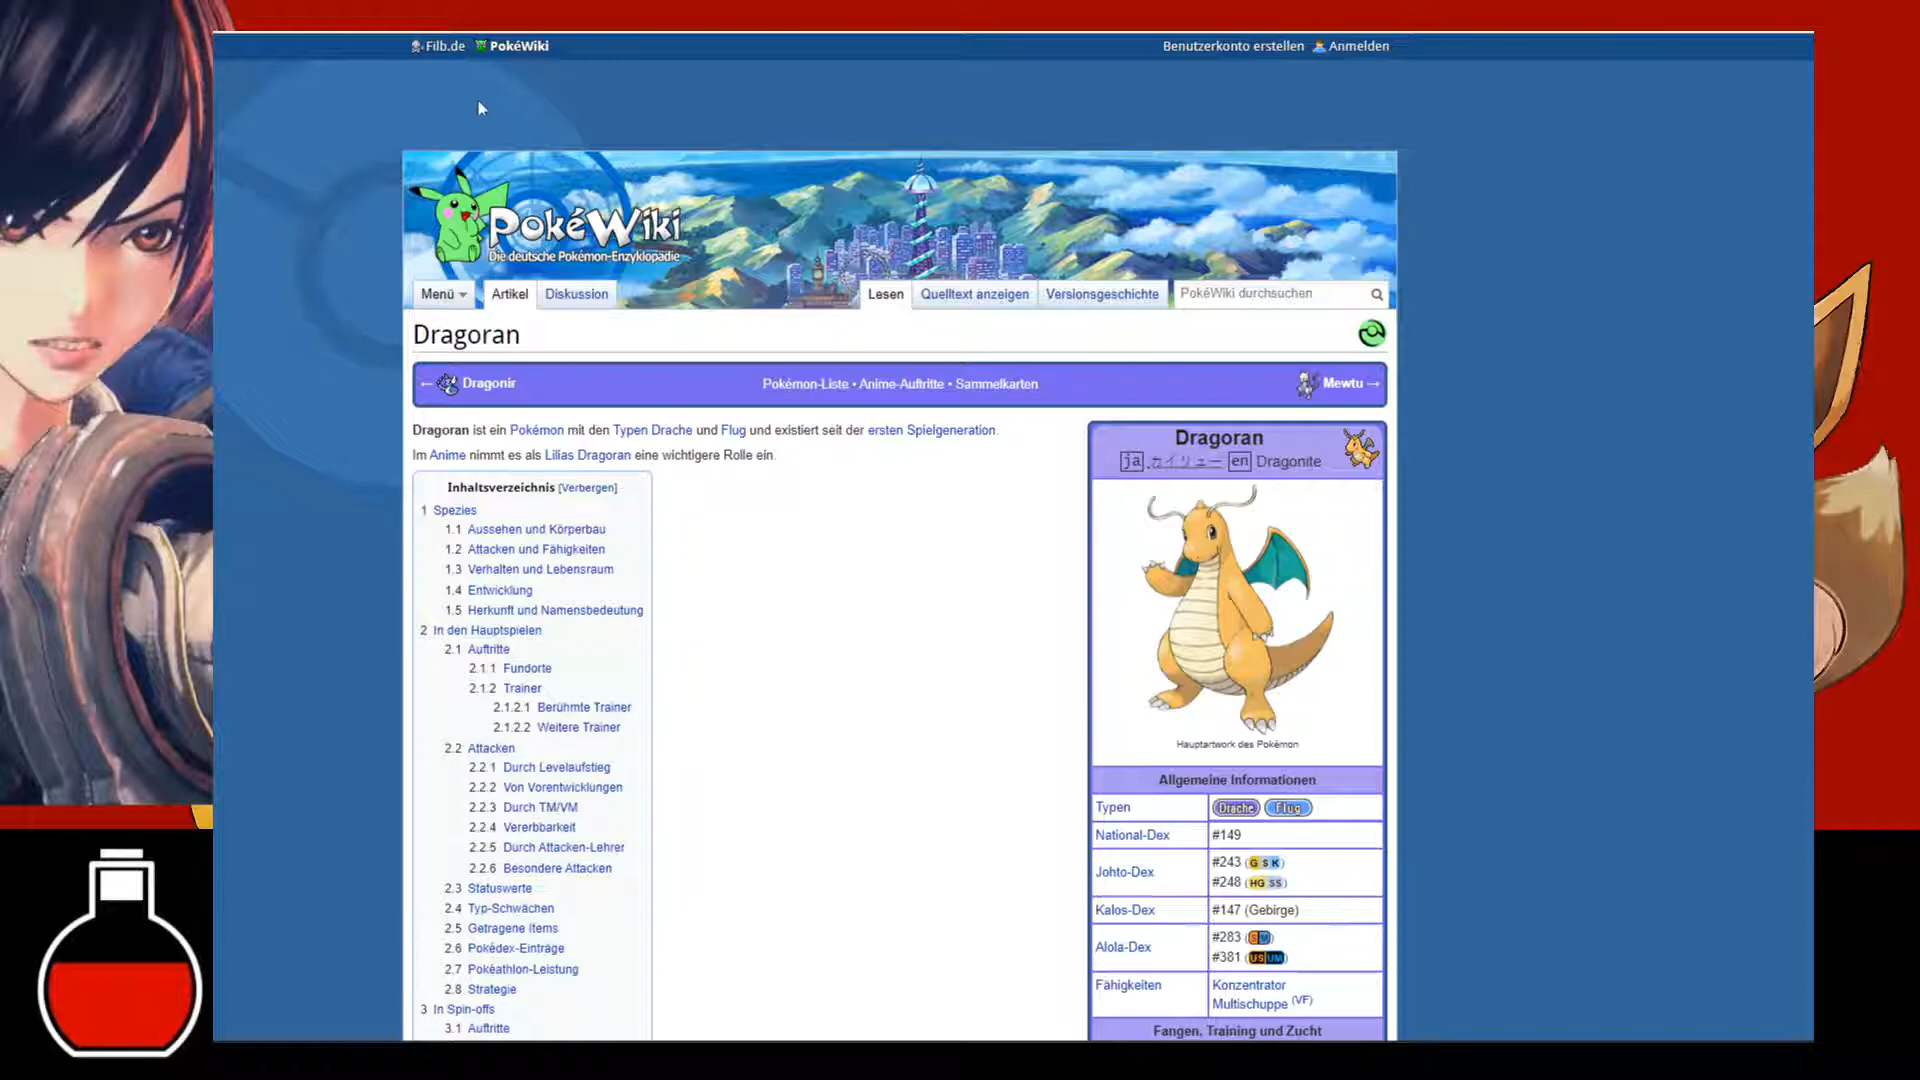 Filb.de PokéWiki Benutzerkonto erstellen Anmelden
PokéWiki
Die deutsche Pokémon-Enzyklopädie
Menü Artikel Diskussion Lesen Quelltext anzeigen Versionsgeschichte PokéWiki durchsuchen
Dragoran
← Dragonir Pokémon-Liste • Anime-Auftritte • Sammelkarten Mewtu →
Dragoran ist ein Pokémon mit den Typen Drache und Flug und existiert seit der ersten Spielgeneration.
Im Anime nimmt es als Lilias Dragoran eine wichtigere Rolle ein.
Inhaltsverzeichnis [Verbergen]
1 Spezies
1.1 Aussehen und Körperbau
1.2 Attacken und Fähigkeiten
1.3 Verhalten und Lebensraum
1.4 Entwicklung
1.5 Herkunft und Namensbedeutung
2 In den Hauptspielen
2.1 Auftritte
2.1.1 Fundorte
2.1.2 Trainer
2.1.2.1 Berühmte Trainer
2.1.2.2 Weitere Trainer
2.2 Attacken
2.2.1 Durch Levelaufstieg
2.2.2 Von Vorentwicklungen
2.2.3 Durch TM/VM
2.2.4 Vererbbarkeit
2.2.5 Durch Attacken-Lehrer
2.2.6 Besondere Attacken
2.3 Statuswerte
2.4 Typ-Schwächen
2.5 Getragene Items
2.6 Pokédex-Einträge
2.7 Pokéathlon-Leistung
2.8 Strategie
3 In Spin-offs
3.1 Auftritte
Dragoran
ja カイリュー en Dragonite
Hauptartwork des Pokémon
Allgemeine Informationen
Typen Drache Flug
National-Dex #149
Johto-Dex #243 (G S K)
#248 (HG SS)
Kalos-Dex #147 (Gebirge)
Alola-Dex #283 (S M)
#381 (US UM)
Fähigkeiten Konzentrator
Multischuppe (VF)
Fangen, Training und Zucht